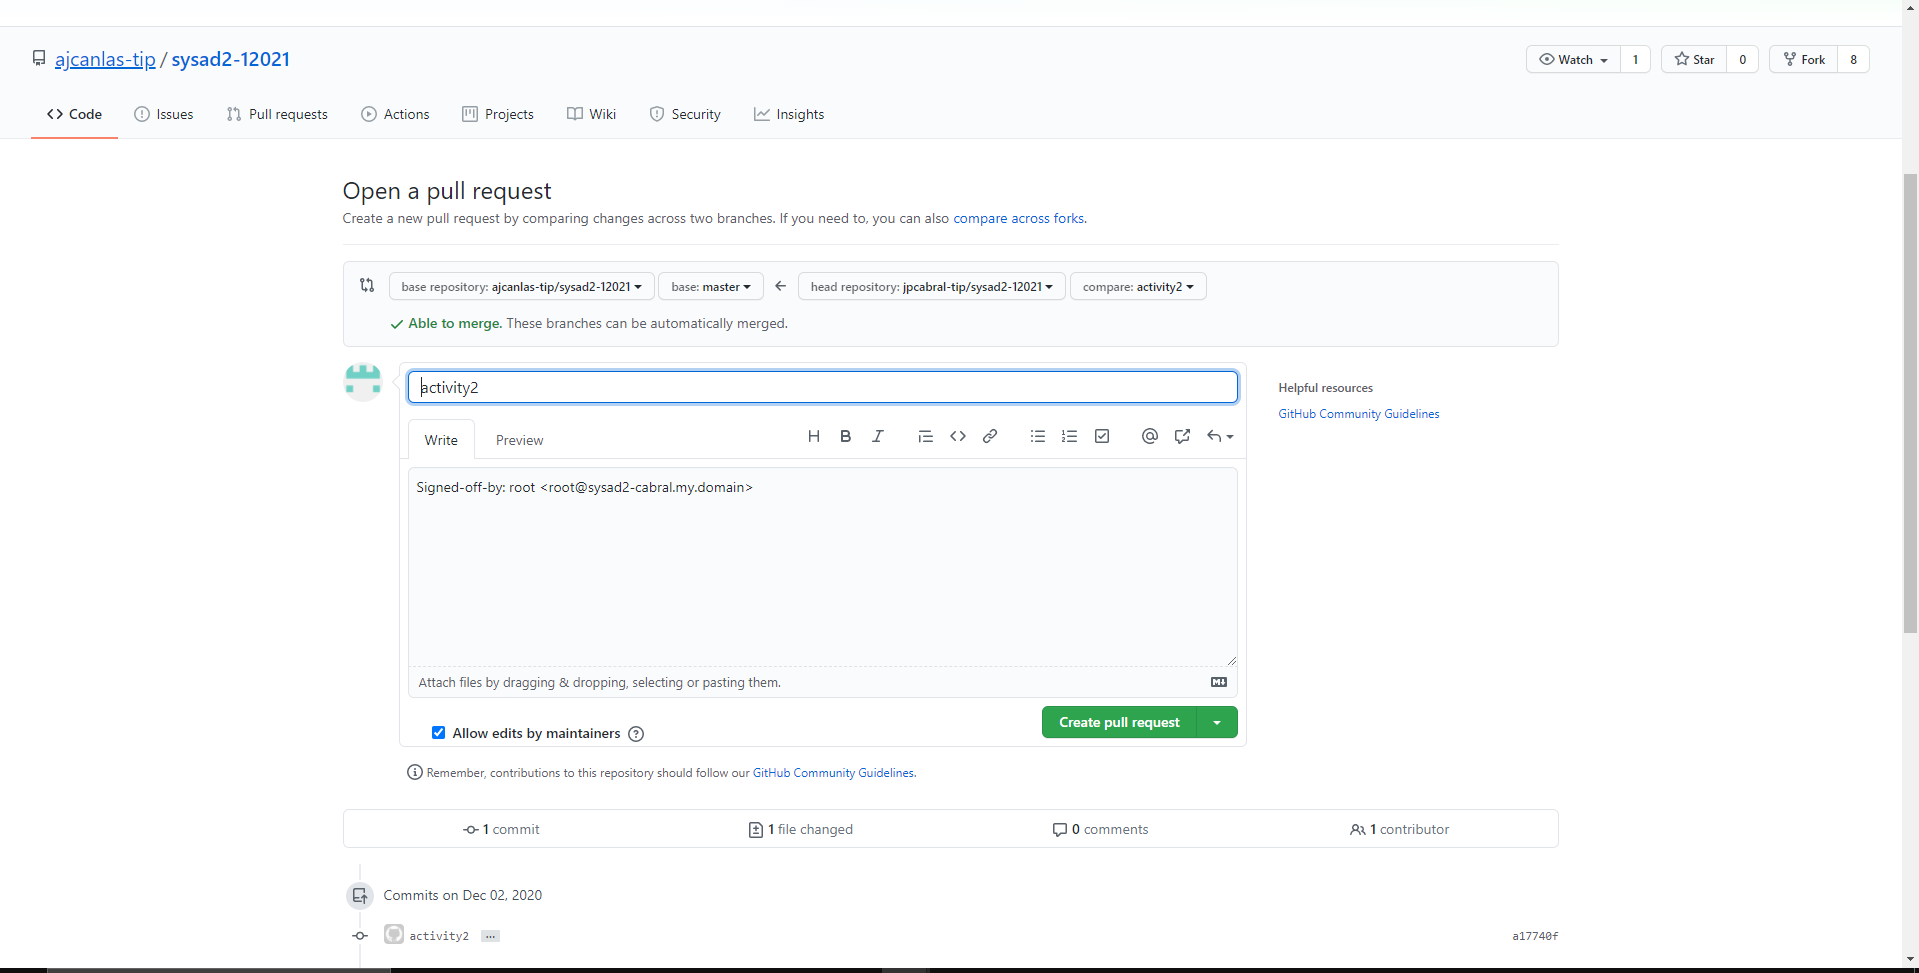 ajcanlas-tip / sysad2-12021
Watch 1 Star 0 Fork 8
Code Issues Pull requests Actions Projects Wiki Security Insights
Open a pull request
Create a new pull request by comparing changes across two branches. If you need to, you can also compare across forks.
base repository: ajcanlas-tip/sysad2-12021 base: master head repository: jpcabral-tip/sysad2-12021 compare: activity2
Able to merge. These branches can be automatically merged.
activity2
Helpful resources
GitHub Community Guidelines
Write Preview H B I @
Signed-off-by: root <root@sysad2-cabral.my.domain>
Attach files by dragging & dropping, selecting or pasting them.
Allow edits by maintainers ? Create pull request
Remember, contributions to this repository should follow our GitHub Community Guidelines.
1 commit 1 file changed 0 comments 1 contributor
Commits on Dec 02, 2020
activity2 … a17740f